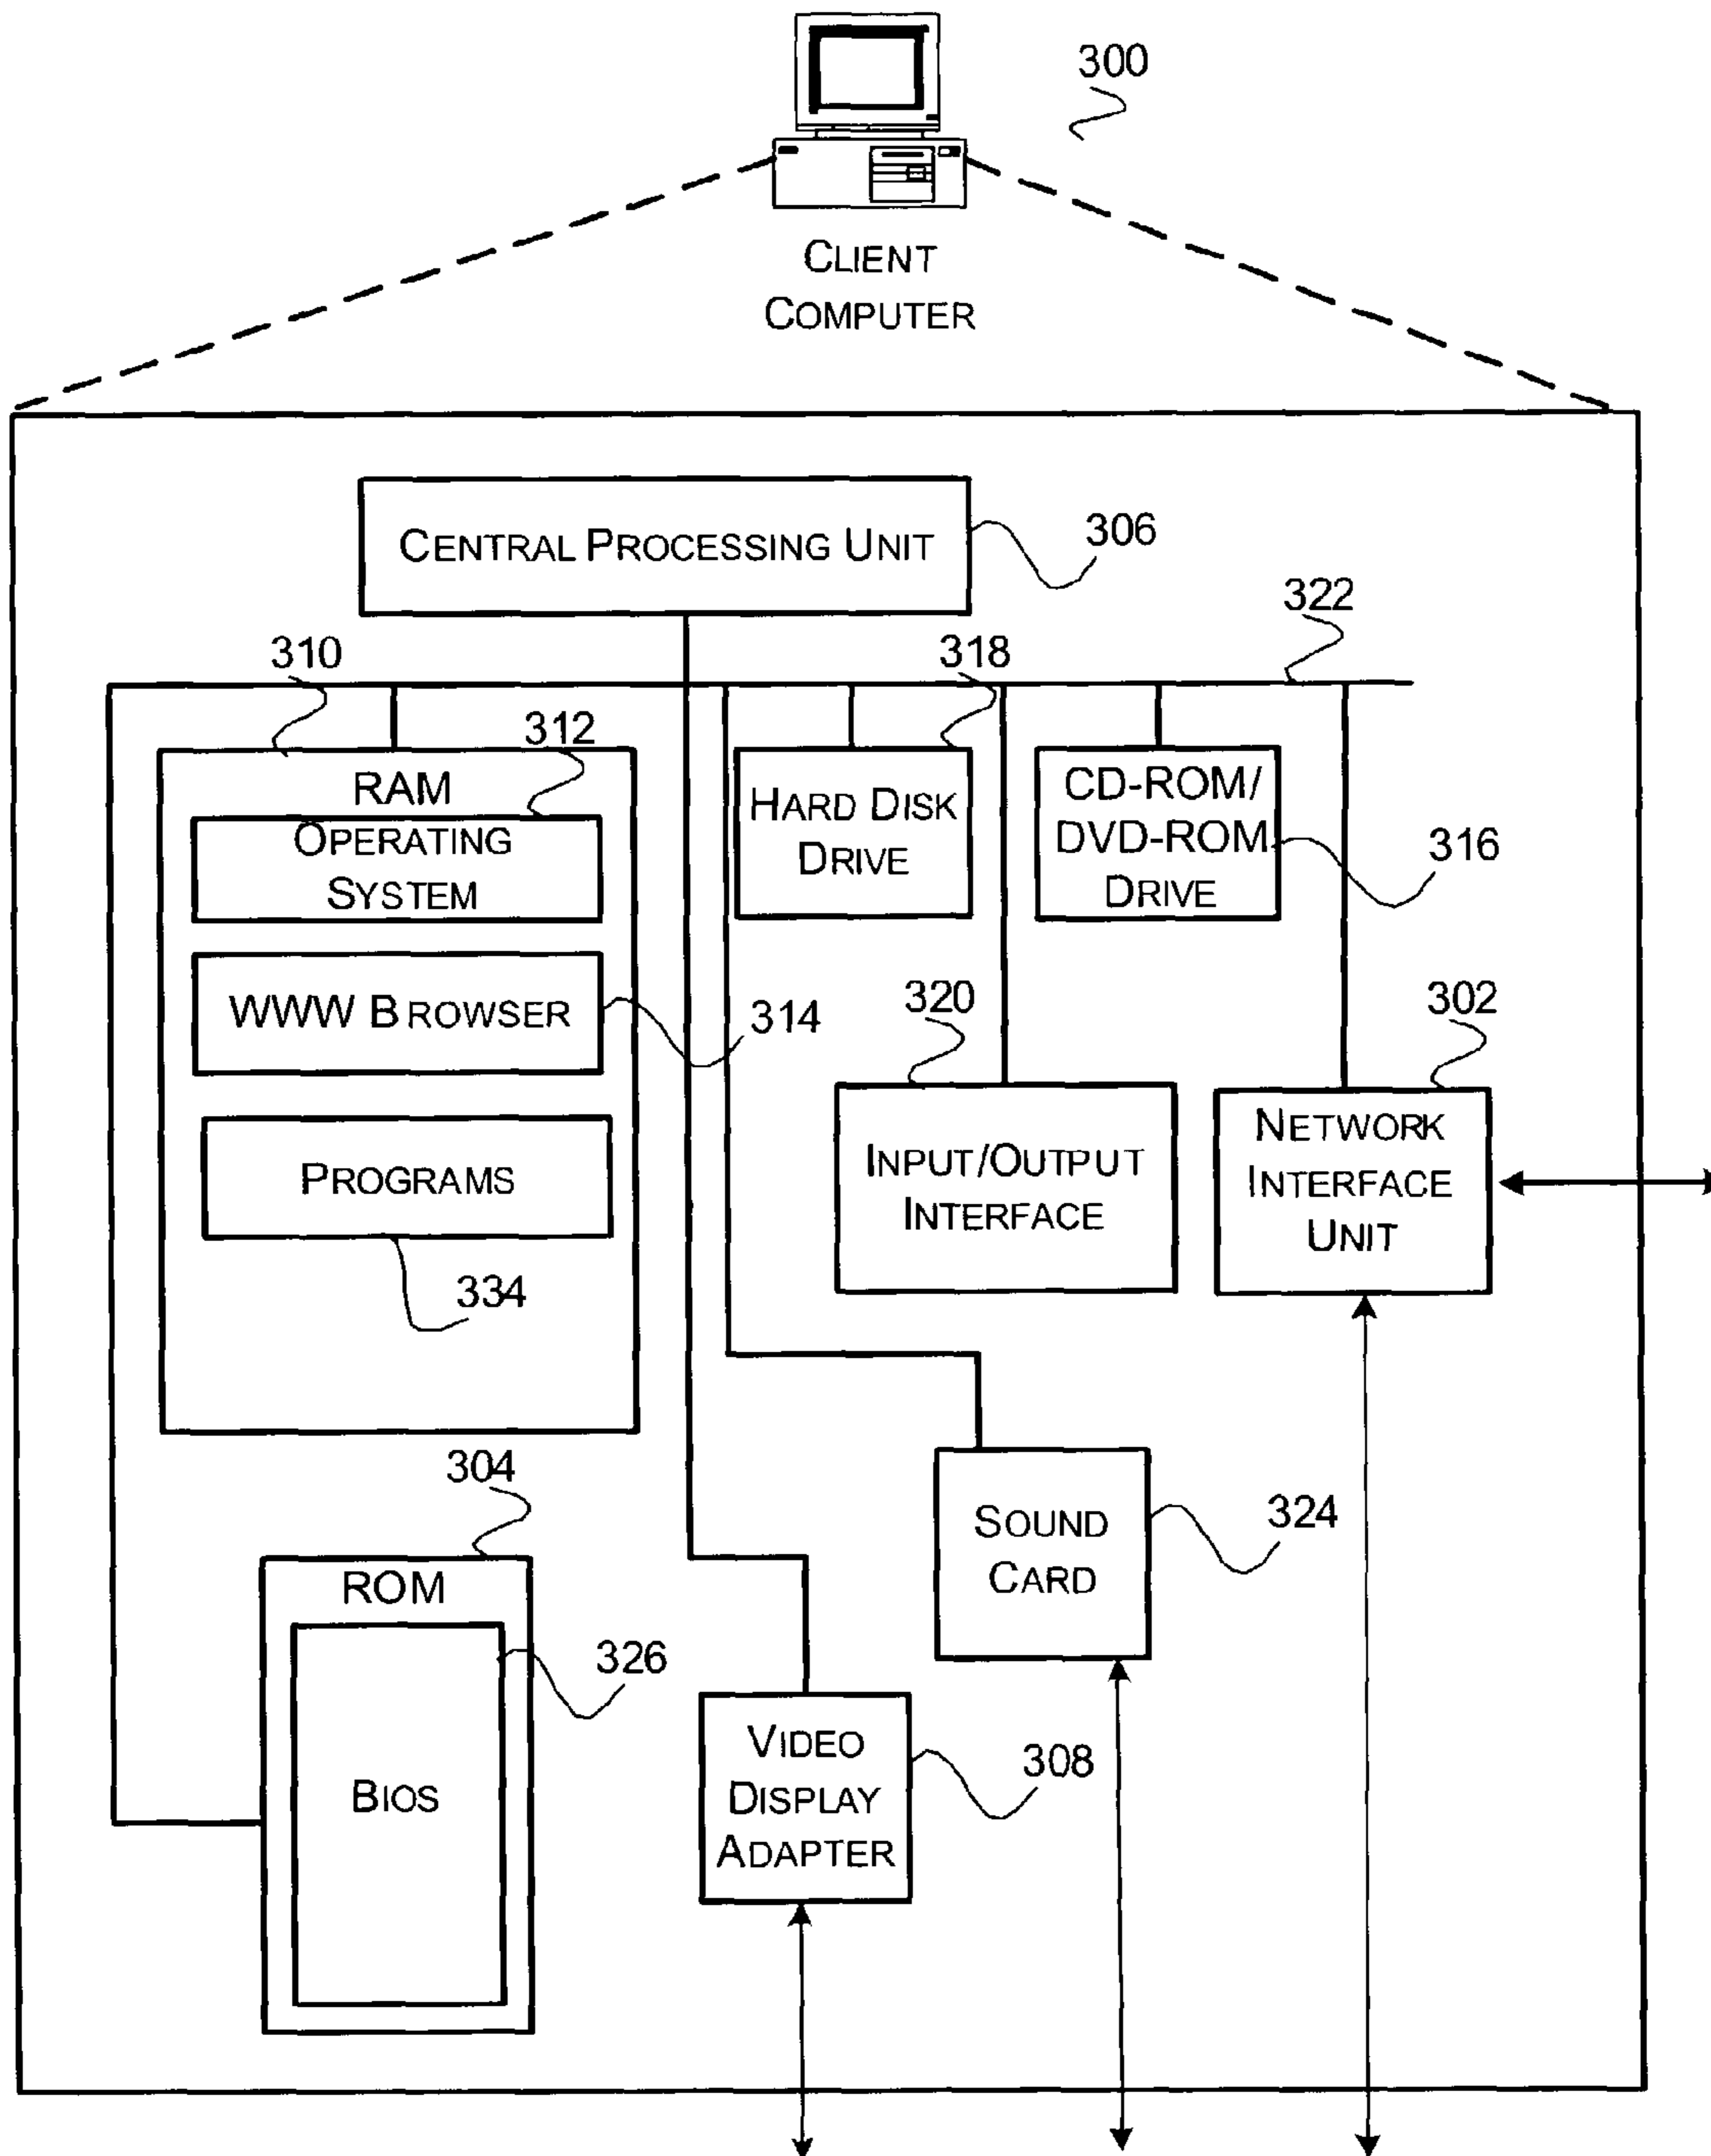 300
CLIENT
COMPUTER
CENTRAL PROCESSING UNIT
306
322
310
318
312
RAM
OPERATING
SYSTEM
HARD DISK
DRIVE
CD-ROM/
DVD-ROM
DRIVE
316
WWW BROWSER
314
320
302
PROGRAMS
334
INPUT/OUTPUT
INTERFACE
NETWORK
INTERFACE
UNIT
304
ROM
326
BIOS
SOUND
CARD
324
VIDEO
DISPLAY
ADAPTER
308